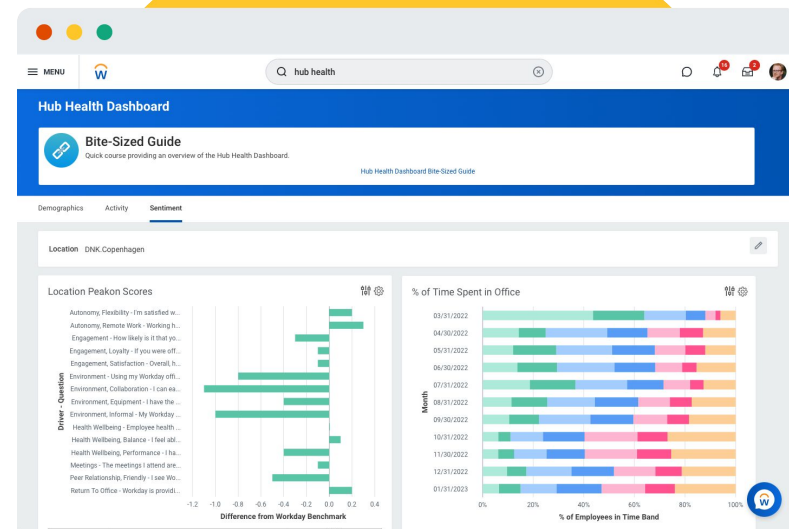 MENU
hub health
16
2
Hub Health Dashboard
Bite-Sized Guide
Quick course providing an overview of the Hub Health Dashboard.
Hub Health Dashboard Bite-Sized Guide
Demographics Activity Sentiment
Location DNK.Copenhagen
Location Peakon Scores
Driver - Question
Autonomy, Flexibility - I'm satisfied w...
Autonomy, Remote Work - Working h...
Engagement - How likely is it that yo...
Engagement, Loyalty - If you were off...
Engagement, Satisfaction - Overall, h...
Environment - Using my Workday offi...
Environment, Collaboration - I can ea...
Environment, Equipment - I have the ...
Environment, Informal - My Workday ...
Health Wellbeing - Employee health ...
Health Wellbeing, Balance - I feel abl...
Health Wellbeing, Performance - I ha...
Meetings - The meetings I attend are...
Peer Relationship, Friendly - I see Wo...
Return To Office - Workday is providi...
-1.2 -1.0 -0.8 -0.6 -0.4 -0.2 0.0 0.2 0.4
Difference from Workday Benchmark
% of Time Spent in Office
Month
03/31/2022
04/30/2022
05/31/2022
06/30/2022
07/31/2022
08/31/2022
09/30/2022
10/31/2022
11/30/2022
12/31/2022
01/31/2023
0% 20% 40% 60% 80% 100%
% of Employees in Time Band